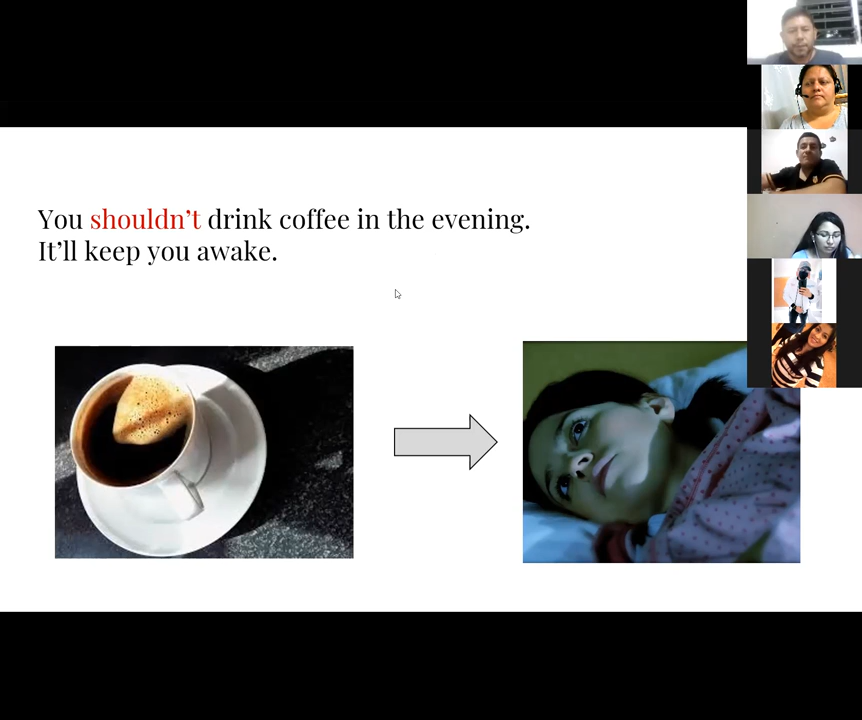 You shouldn’t drink coffee in the evening.
It’ll keep you awake.